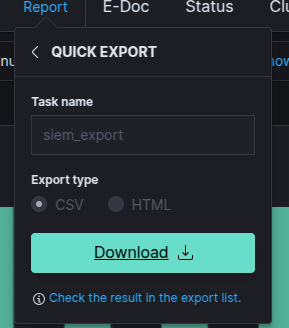 Report E-Doc Status Clu
QUICK EXPORT
nu
now
Task name
siem_export
Export type
CSV HTML
Download
Check the result in the export list.